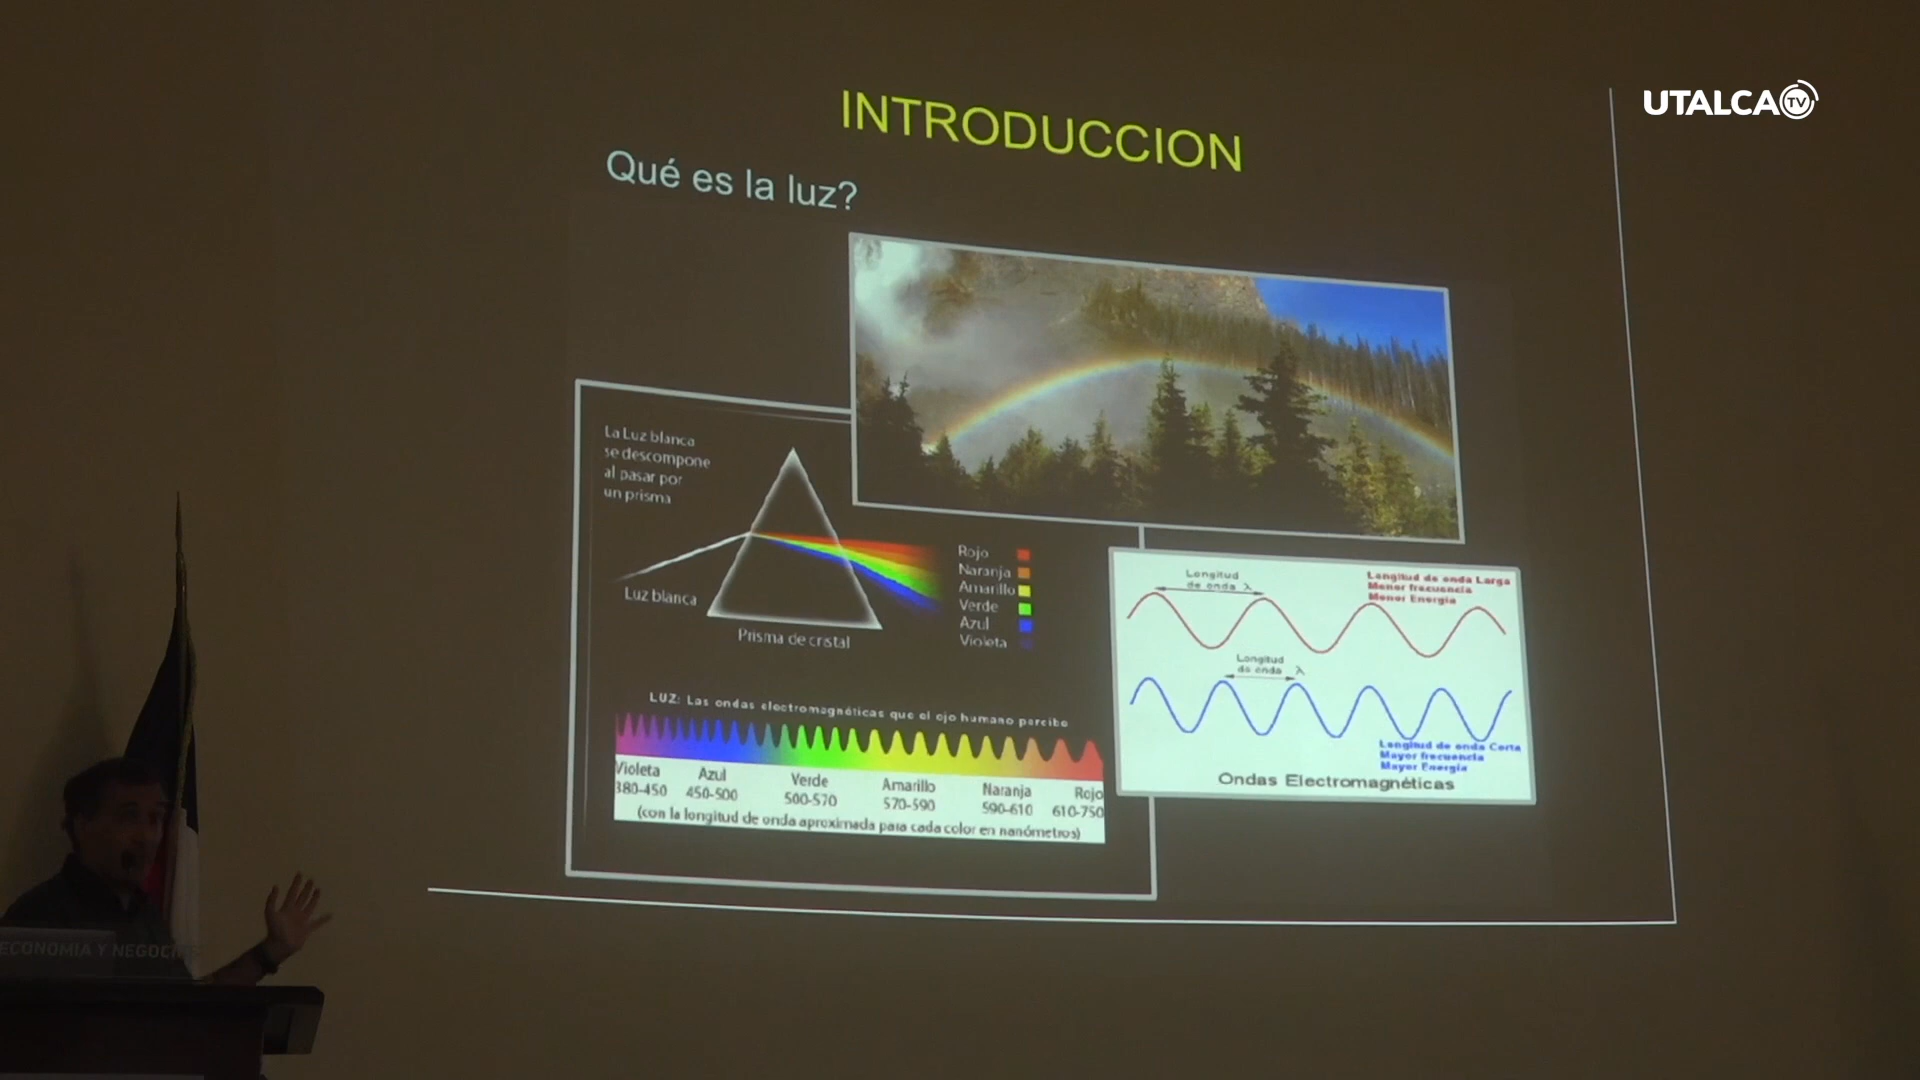 UTALCA TV
INTRODUCCION
Qué es la luz?
La Luz blanca
se descompone
al pasar por
un prisma
Luz blanca
Prisma de cristal
Rojo
Naranja
Amarillo
Verde
Azul
Violeta
LUZ: Las ondas electromagnéticas que el ojo humano percibe
Violeta Azul Verde Amarillo Naranja Rojo
380-450 450-500 500-570 570-590 590-610 610-750
(con la longitud de onda aproximada para cada color en nanómetros)
Longitud
de onda λ
Longitud de onda Larga
Menor frecuencia
Menor Energía
Longitud
de onda λ
Longitud de onda Corta
Mayor frecuencia
Mayor Energía
Ondas Electromagnéticas
ECONOMIA Y